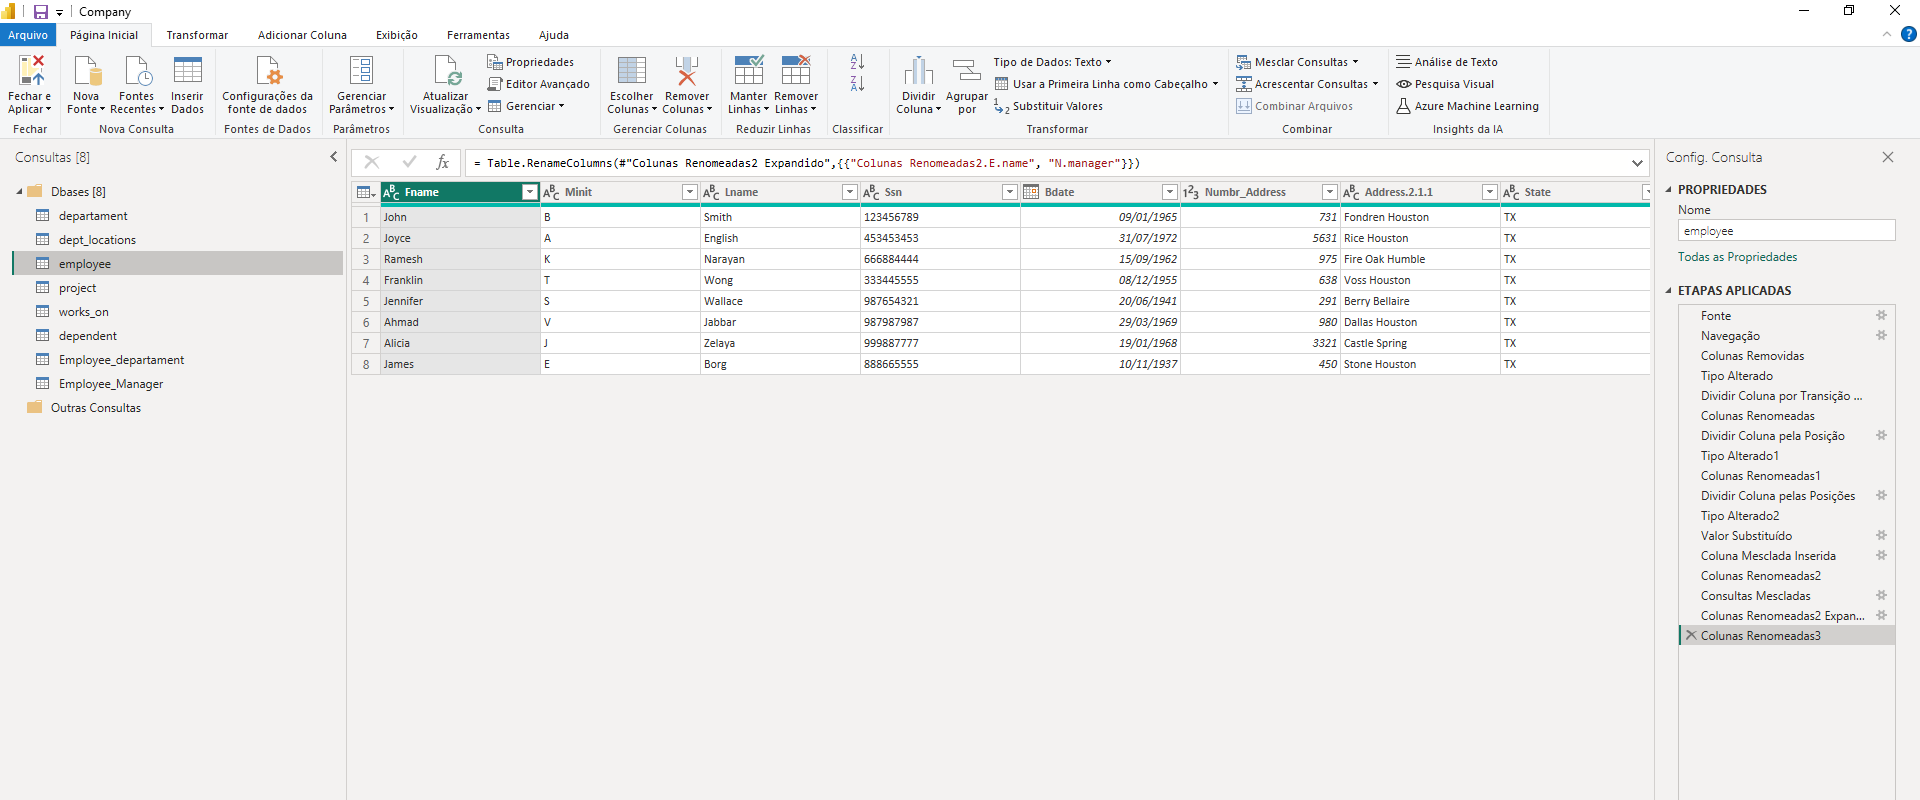 Company
Arquivo Página Inicial Transformar Adicionar Coluna Exibição Ferramentas Ajuda
Fechar e Aplicar
Fechar
Nova Fonte
Fontes Recentes
Inserir Dados
Nova Consulta
Configurações da fonte de dados
Fontes de Dados
Gerenciar Parâmetros
Parâmetros
Atualizar Visualização
Propriedades
Editor Avançado
Gerenciar
Consulta
Escolher Colunas
Remover Colunas
Gerenciar Colunas
Manter Linhas
Remover Linhas
Reduzir Linhas
Classificar
Dividir Coluna
Agrupar por
Tipo de Dados: Texto
Usar a Primeira Linha como Cabeçalho
Substituir Valores
Transformar
Mesclar Consultas
Acrescentar Consultas
Combinar Arquivos
Combinar
Análise de Texto
Pesquisa Visual
Azure Machine Learning
Insights da IA
Consultas [8]
Dbases [8]
departament
dept_locations
employee
project
works_on
dependent
Employee_departament
Employee_Manager
Outras Consultas
= Table.RenameColumns(#"Colunas Renomeadas2 Expandido",{{"Colunas Renomeadas2.E.name", "N.manager"}})
Fname Minit Lname Ssn Bdate Numbr_Address Address.2.1.1 State
1 John B Smith 123456789 09/01/1965 731 Fondren Houston TX
2 Joyce A English 453453453 31/07/1972 5631 Rice Houston TX
3 Ramesh K Narayan 666884444 15/09/1962 975 Fire Oak Humble TX
4 Franklin T Wong 333445555 08/12/1955 638 Voss Houston TX
5 Jennifer S Wallace 987654321 20/06/1941 291 Berry Bellaire TX
6 Ahmad V Jabbar 987987987 29/03/1969 980 Dallas Houston TX
7 Alicia J Zelaya 999887777 19/01/1968 3321 Castle Spring TX
8 James E Borg 888665555 10/11/1937 450 Stone Houston TX
Config. Consulta
PROPRIEDADES
Nome
employee
Todas as Propriedades
ETAPAS APLICADAS
Fonte
Navegação
Colunas Removidas
Tipo Alterado
Dividir Coluna por Transição ...
Colunas Renomeadas
Dividir Coluna pela Posição
Tipo Alterado1
Colunas Renomeadas1
Dividir Coluna pelas Posições
Tipo Alterado2
Valor Substituído
Coluna Mesclada Inserida
Colunas Renomeadas2
Consultas Mescladas
Colunas Renomeadas2 Expan...
Colunas Renomeadas3